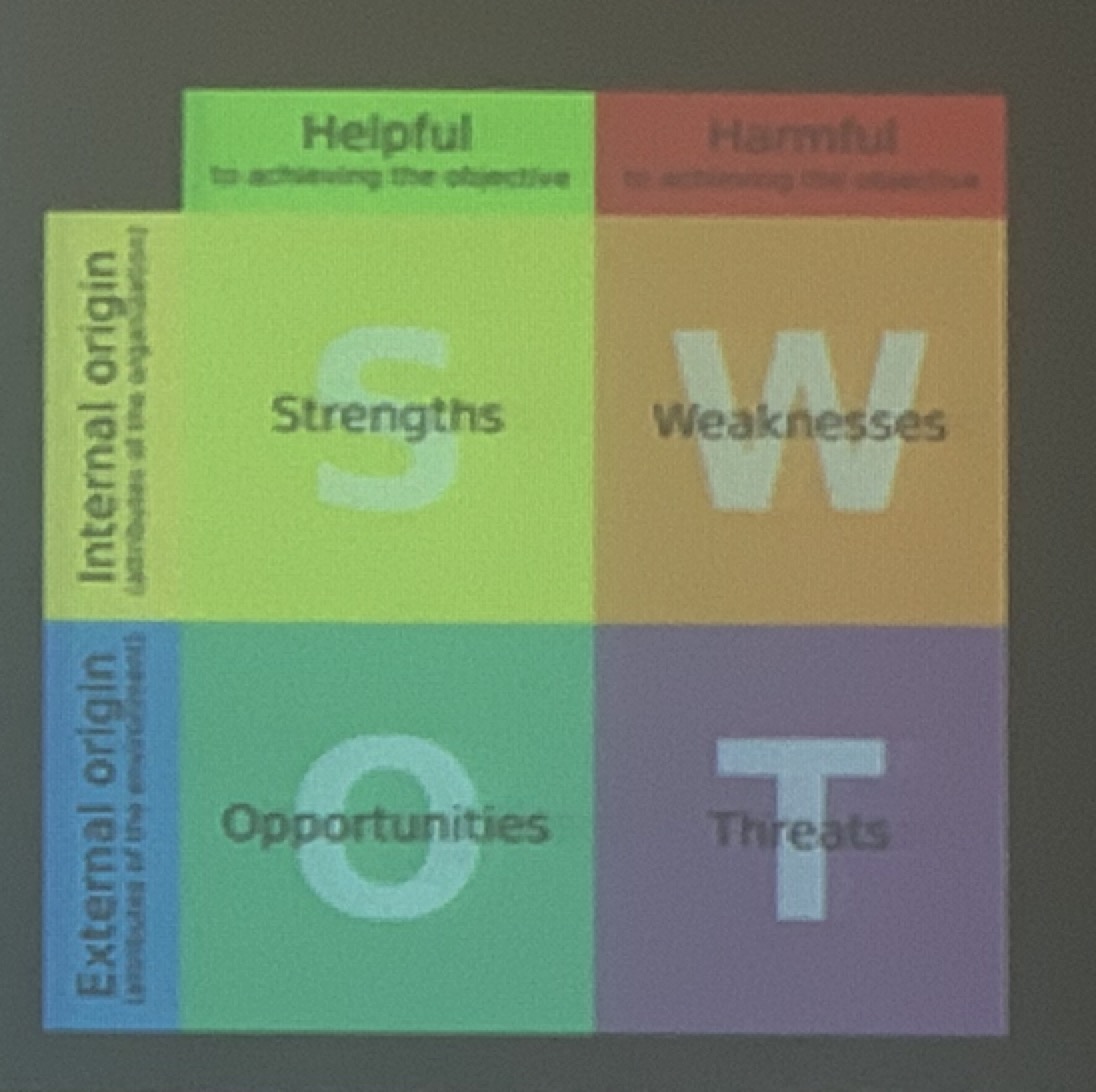 Helpful
to achieving the objective
Harmful
to achieving the objective
Internal origin
(attributes of the organization)
S
Strengths
W
Weaknesses
External origin
(attributes of the environment)
O
Opportunities
T
Threats